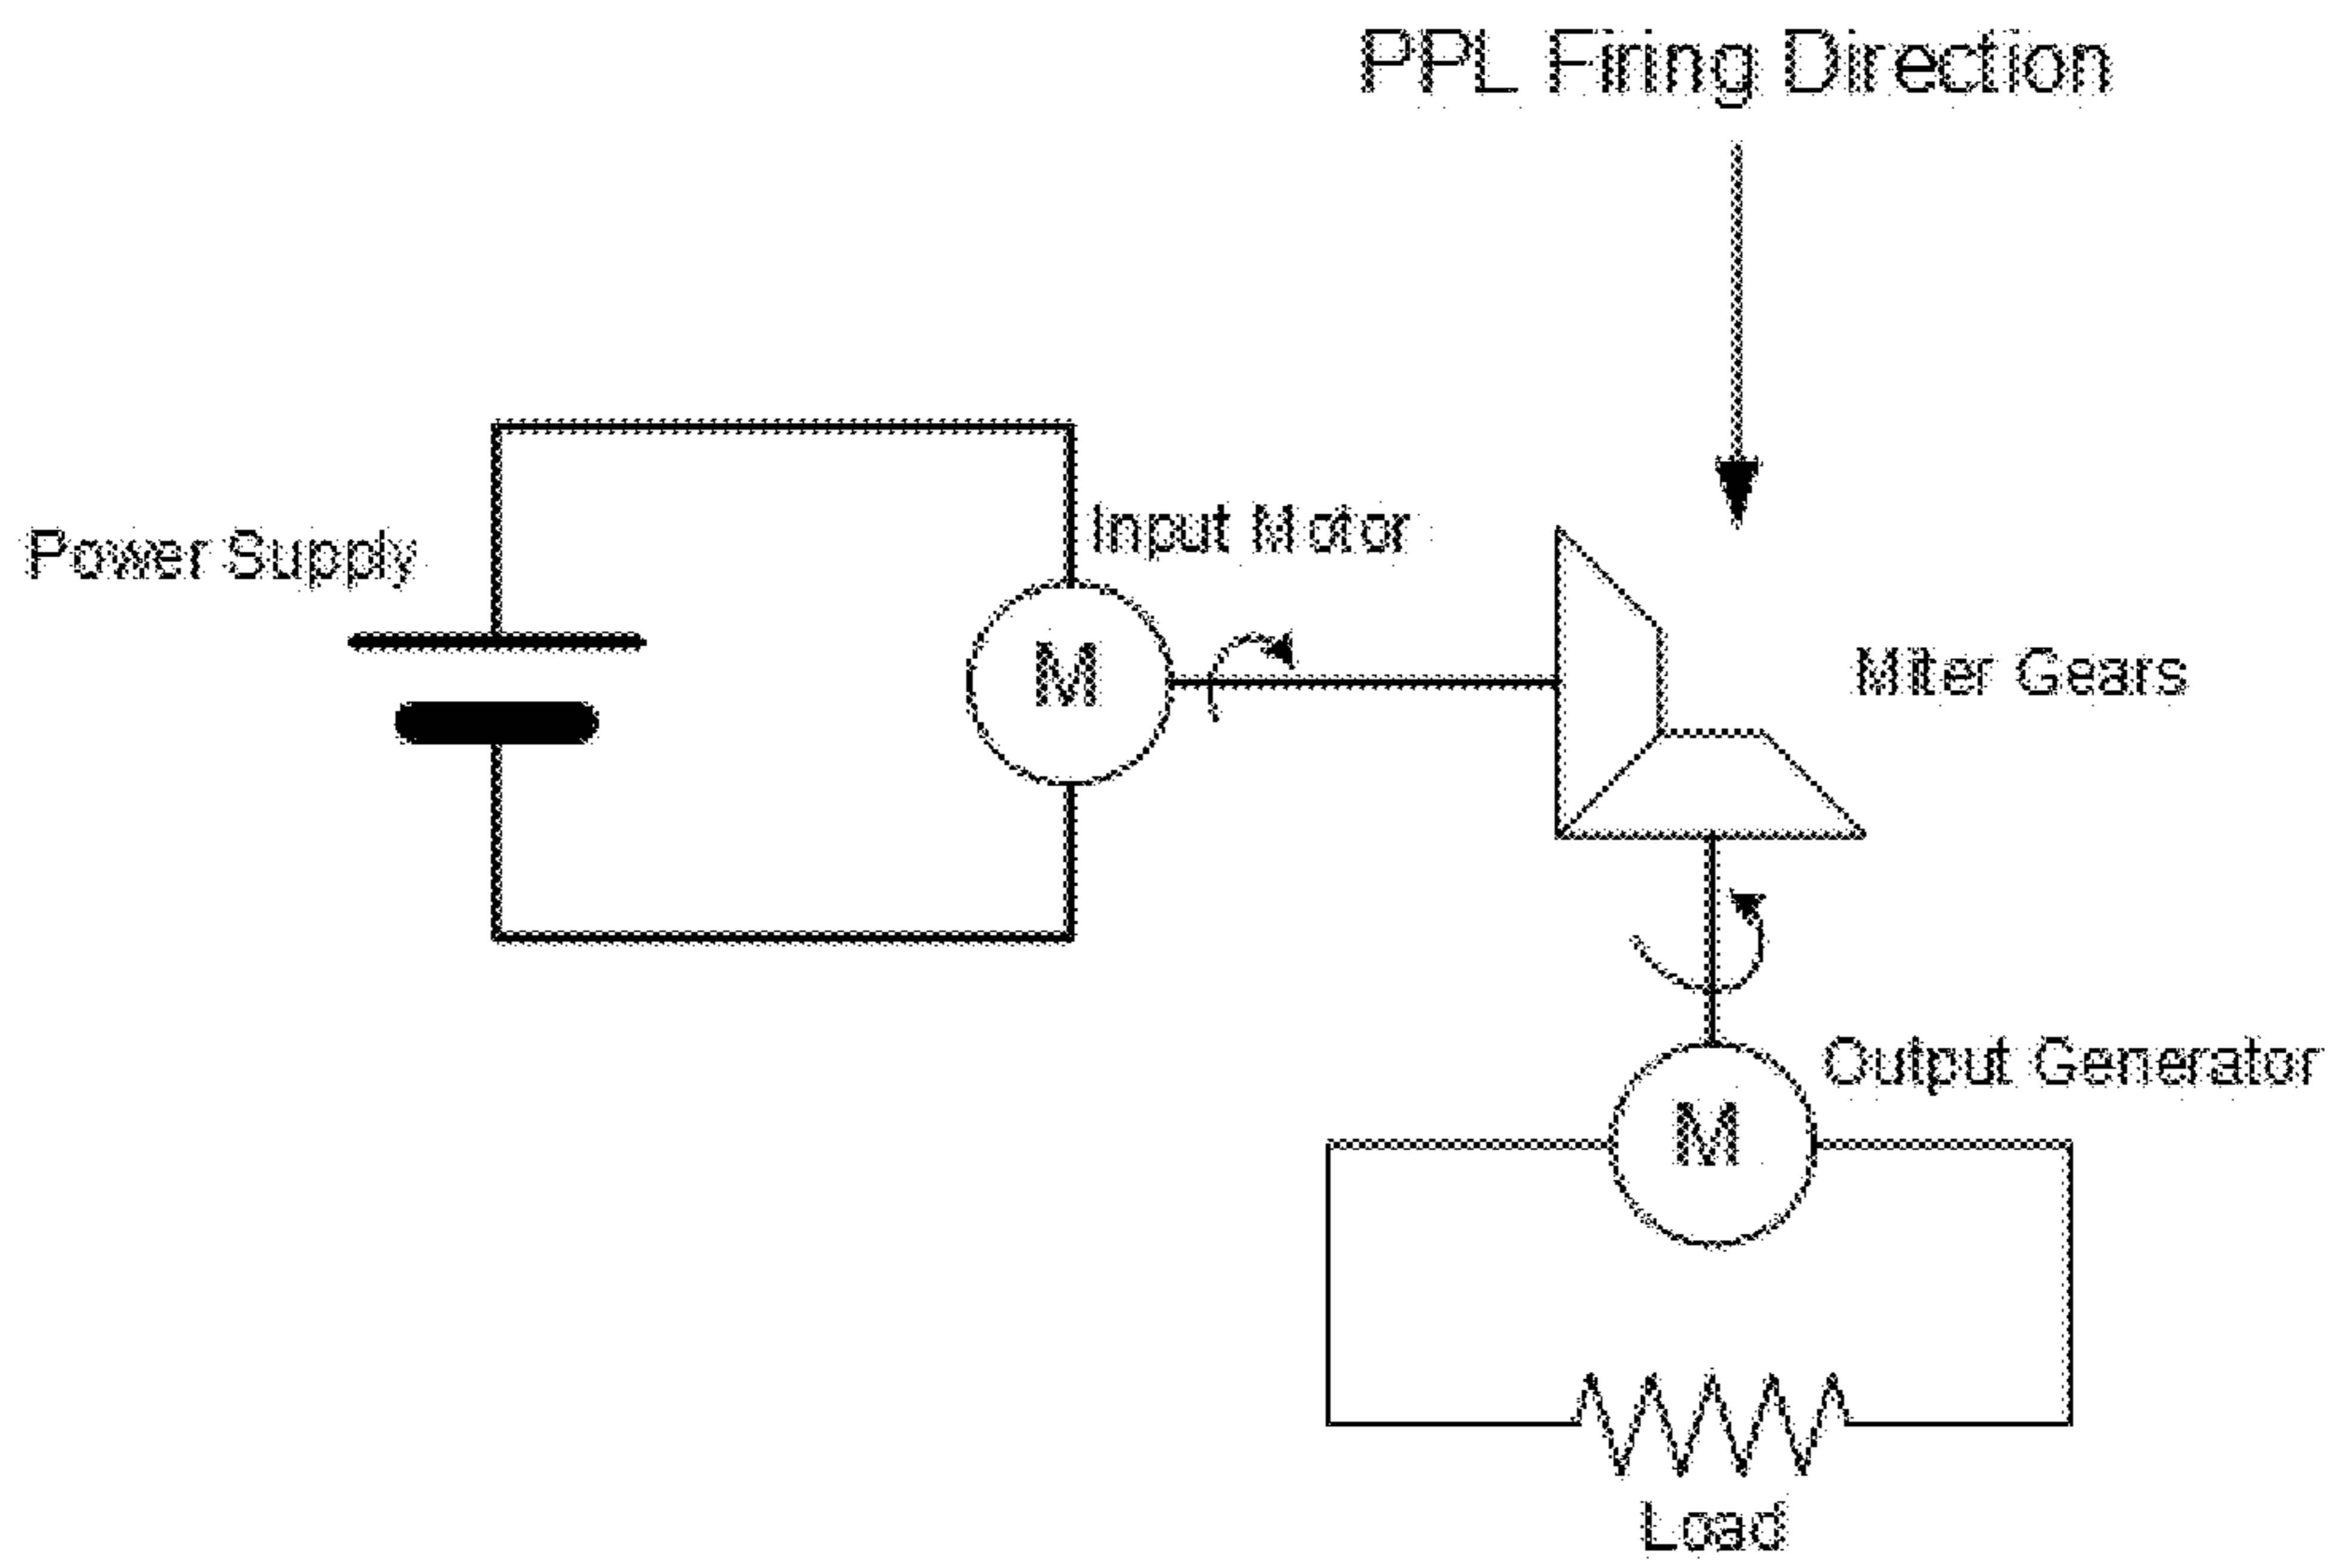 PPL Firing Direction
Power Supply
Input Motor
M
Miter Gears
Output Generator
M
Load